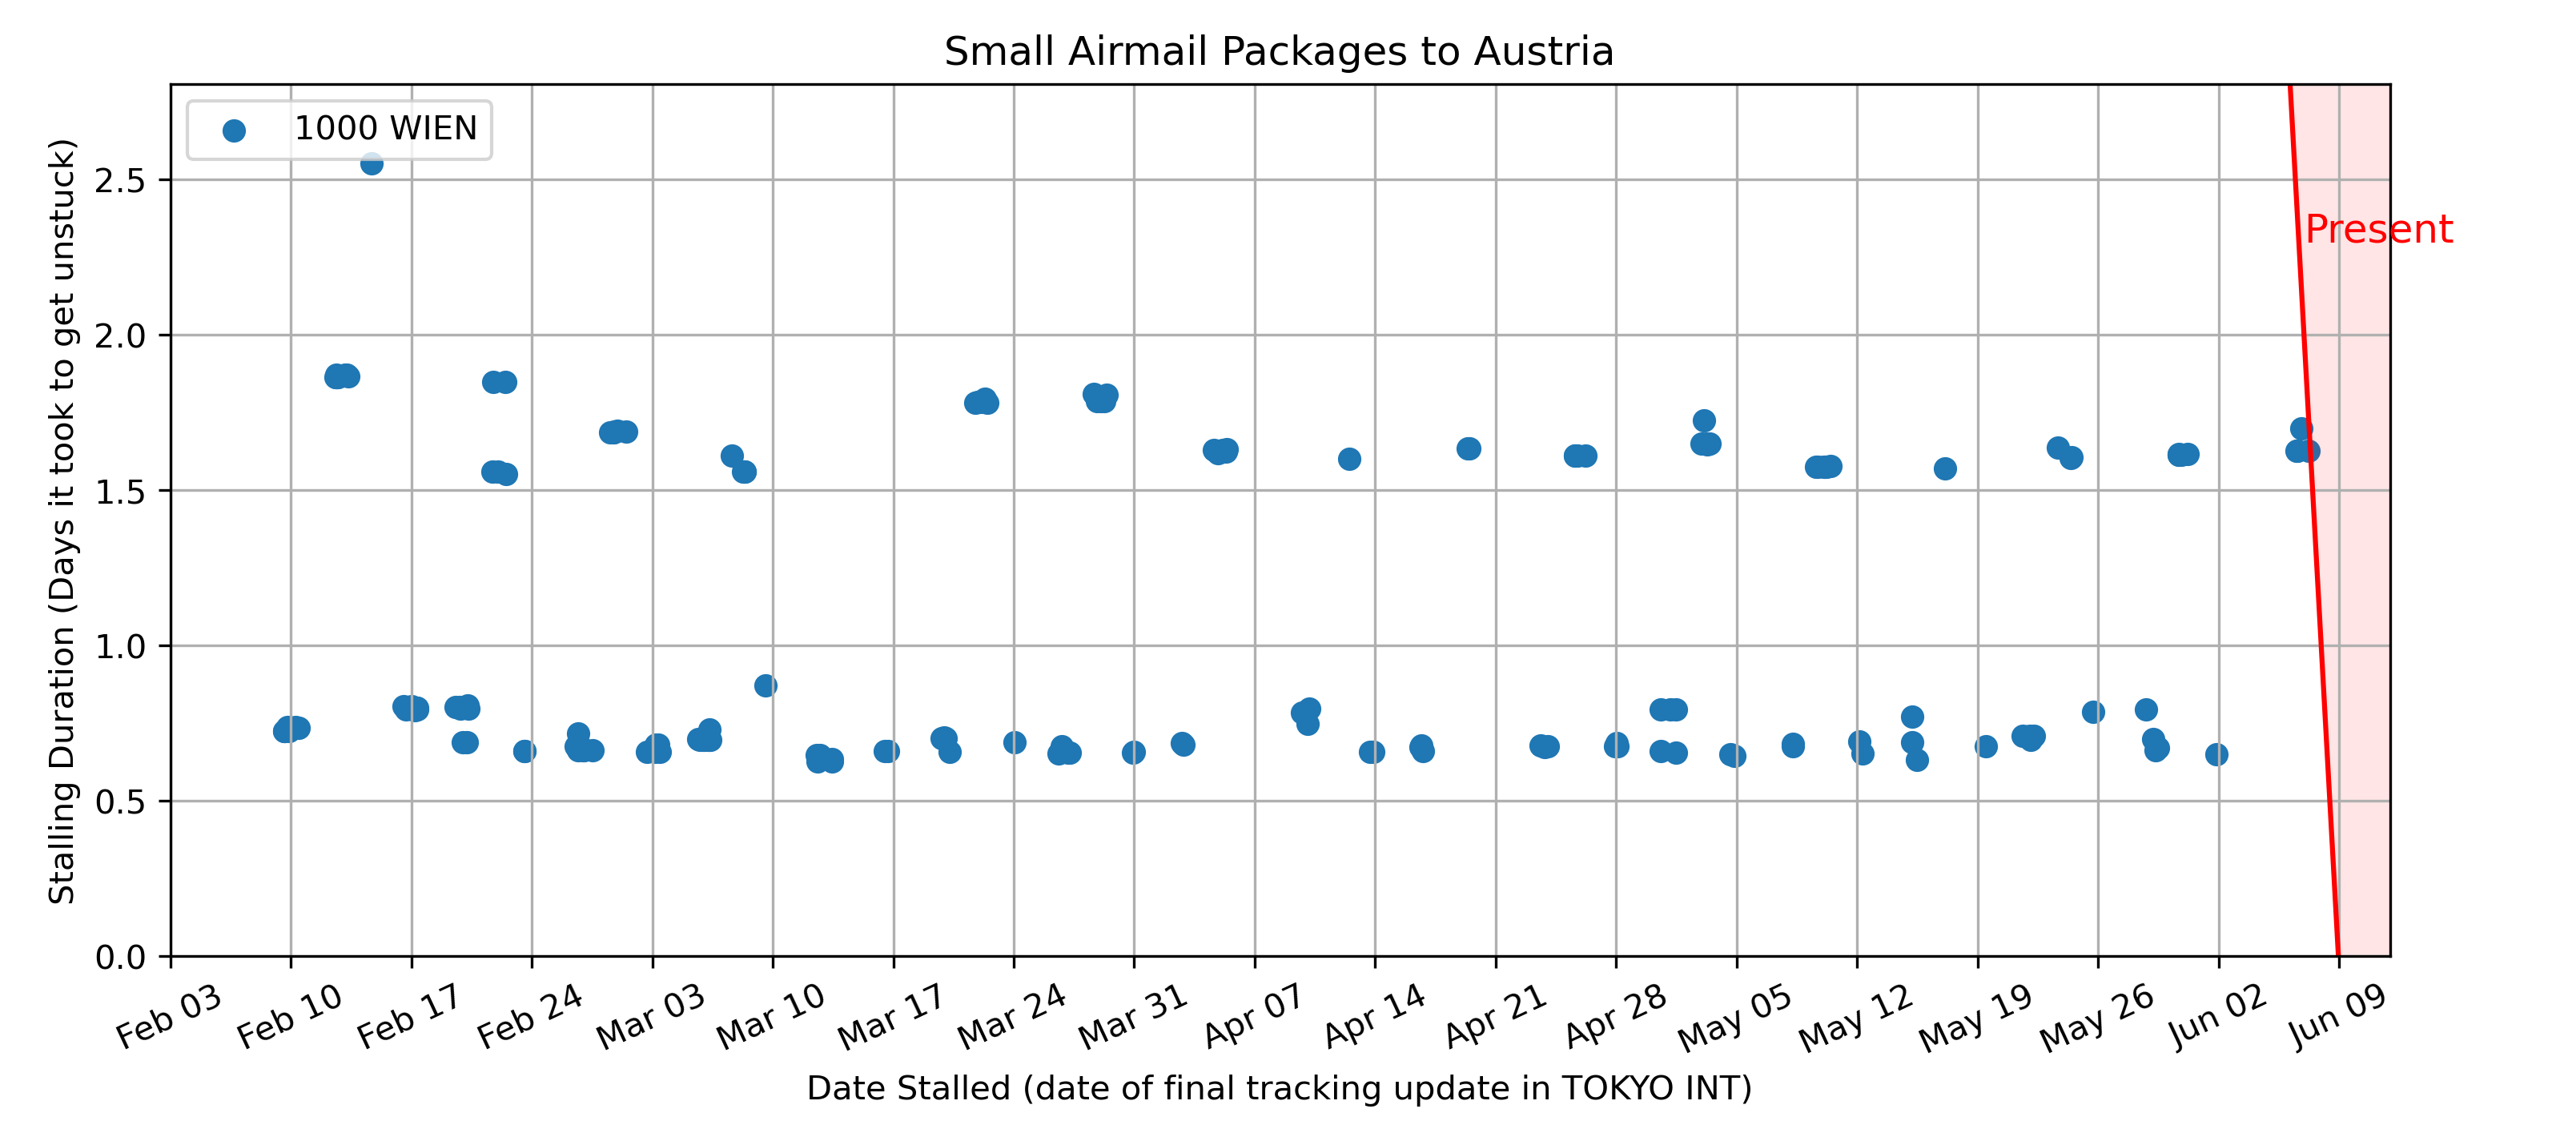 Small Airmail Packages to Austria
1000 WIEN
Present
Stalling Duration (Days it took to get unstuck)
2.5
2.0
1.5
1.0
0.5
0.0
Feb 03
Feb 10
Feb 17
Feb 24
Mar 03
Mar 10
Mar 17
Mar 24
Mar 31
Apr 07
Apr 14
Apr 21
Apr 28
May 05
May 12
May 19
May 26
Jun 02
Jun 09
Date Stalled (date of final tracking update in TOKYO INT)